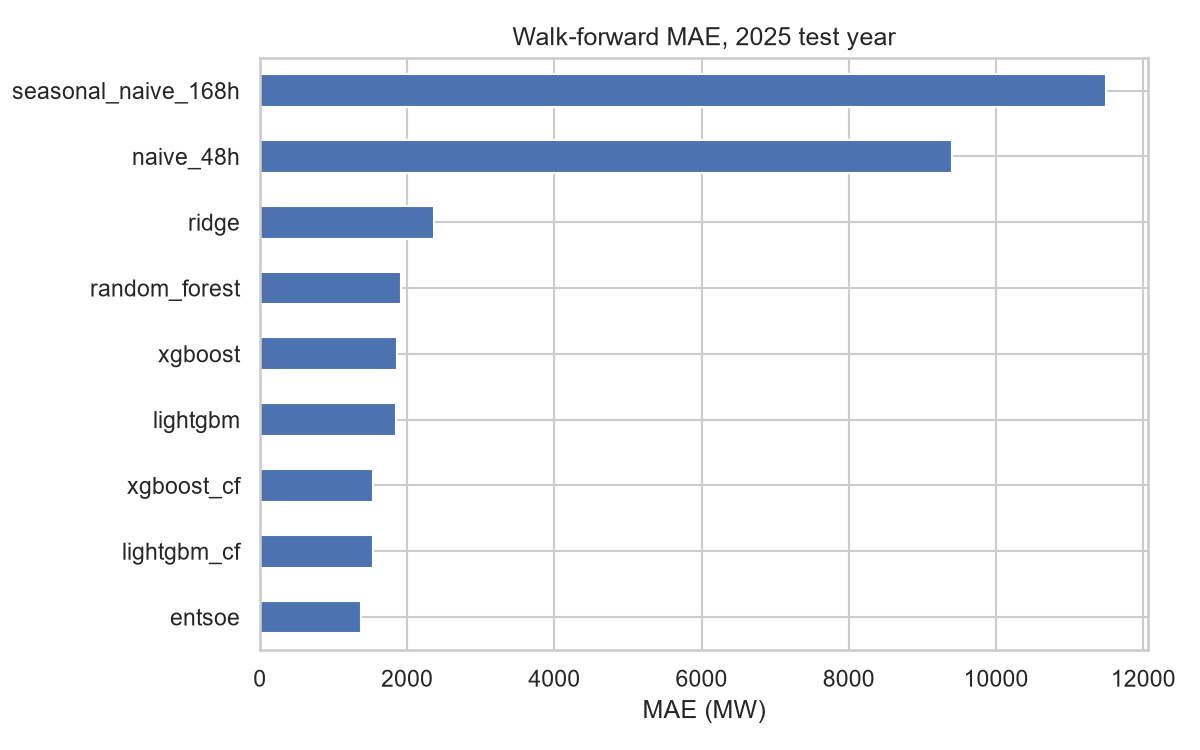 Walk-forward MAE, 2025 test year
seasonal_naive_168h
naive_48h
ridge
random_forest
xgboost
lightgbm
xgboost_cf
lightgbm_cf
entsoe
0 2000 4000 6000 8000 10000 12000
MAE (MW)